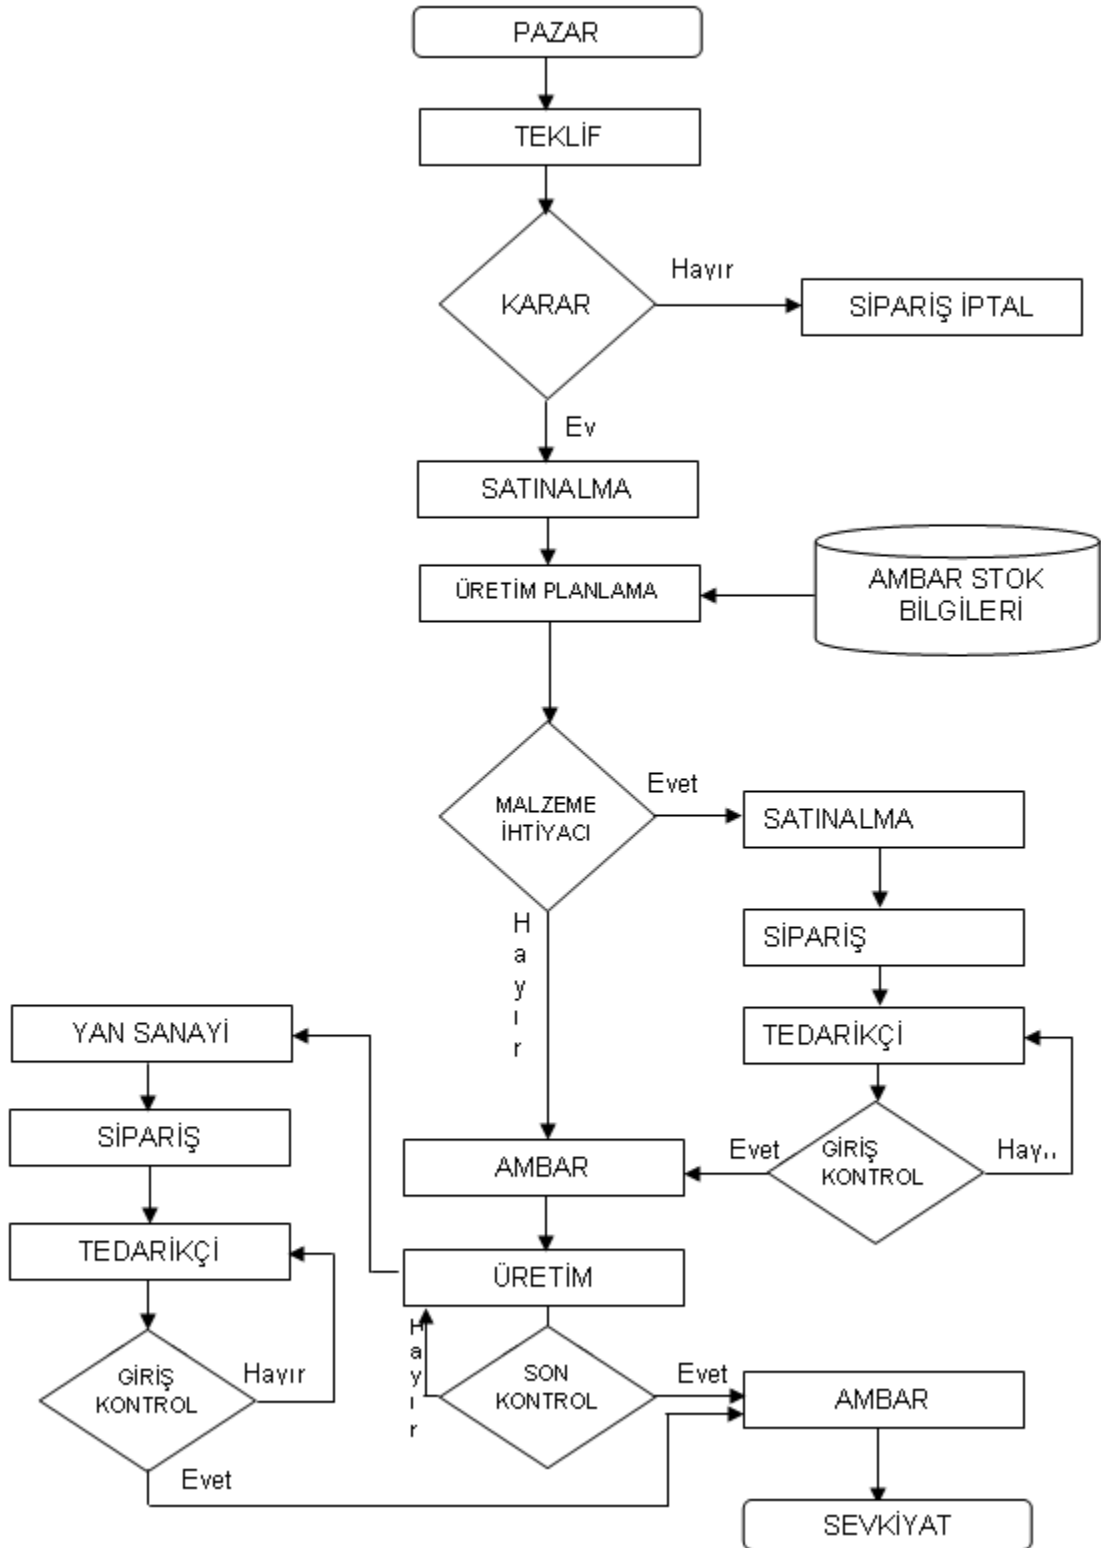 PAZAR
TEKLİF
KARAR
Hayır
SİPARİŞ İPTAL
Ev
SATINALMA
ÜRETİM PLANLAMA
AMBAR STOK
BİLGİLERİ
MALZEME
İHTİYACI
Evet
SATINALMA
Hayır
SİPARİŞ
YAN SANAYİ
TEDARİKÇİ
SİPARİŞ
AMBAR
Evet
GİRİŞ
KONTROL
TEDARİKÇİ
ÜRETİM
Hayır
GİRİŞ
KONTROL
Hayır
SON
KONTROL
Evet
AMBAR
Evet
SEVKİYAT